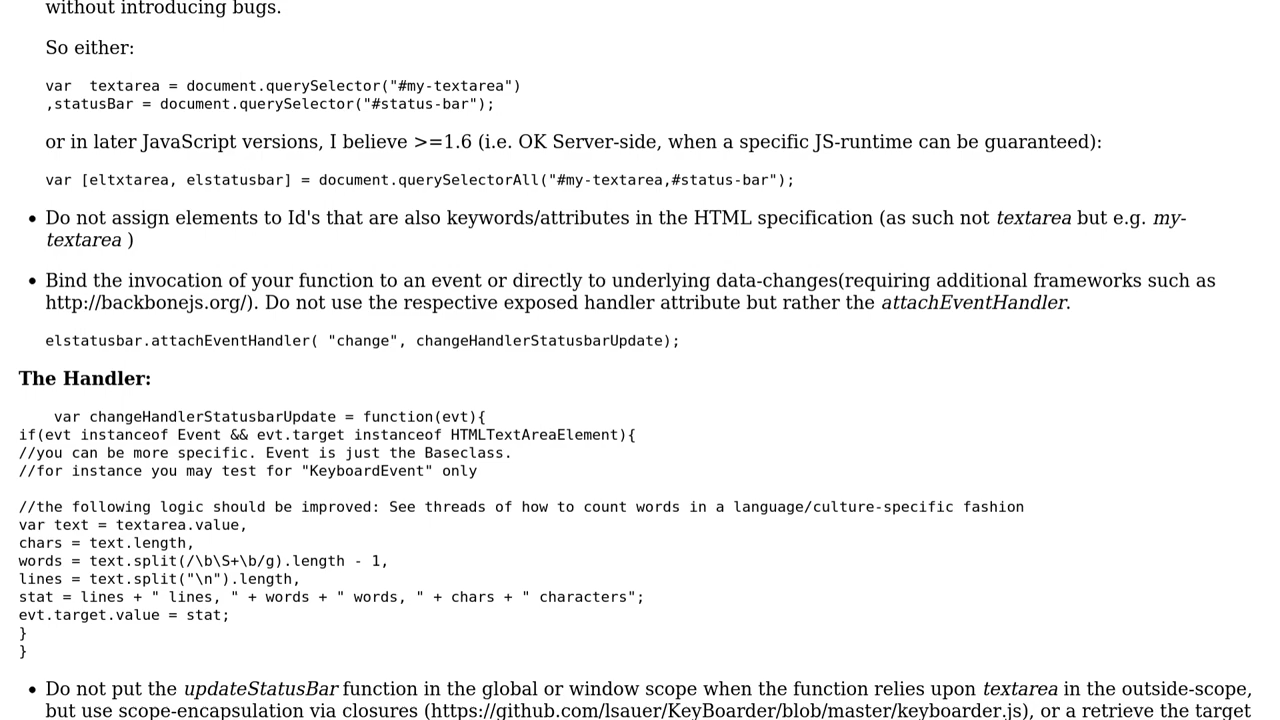 without introducing bugs.
So either:
var  textarea = document.querySelector("#my-textarea")
,statusBar = document.querySelector("#status-bar");
or in later JavaScript versions, I believe >=1.6 (i.e. OK Server-side, when a specific JS-runtime can be guaranteed):
var [eltxtarea, elstatusbar] = document.querySelectorAll("#my-textarea,#status-bar");
• Do not assign elements to Id's that are also keywords/attributes in the HTML specification (as such not textarea but e.g. my-
textarea )
• Bind the invocation of your function to an event or directly to underlying data-changes(requiring additional frameworks such as
http://backbonejs.org/). Do not use the respective exposed handler attribute but rather the attachEventHandler.
elstatusbar.attachEventHandler( "change", changeHandlerStatusbarUpdate);
The Handler:
    var changeHandlerStatusbarUpdate = function(evt){
if(evt instanceof Event && evt.target instanceof HTMLTextAreaElement){
//you can be more specific. Event is just the Baseclass.
//for instance you may test for "KeyboardEvent" only
//the following logic should be improved: See threads of how to count words in a language/culture-specific fashion
var text = textarea.value,
chars = text.length,
words = text.split(/\b\S+\b/g).length - 1,
lines = text.split("\n").length,
stat = lines + " lines, " + words + " words, " + chars + " characters";
evt.target.value = stat;
}
}
• Do not put the updateStatusBar function in the global or window scope when the function relies upon textarea in the outside-scope,
but use scope-encapsulation via closures (https://github.com/lsauer/KeyBoarder/blob/master/keyboarder.js), or a retrieve the target